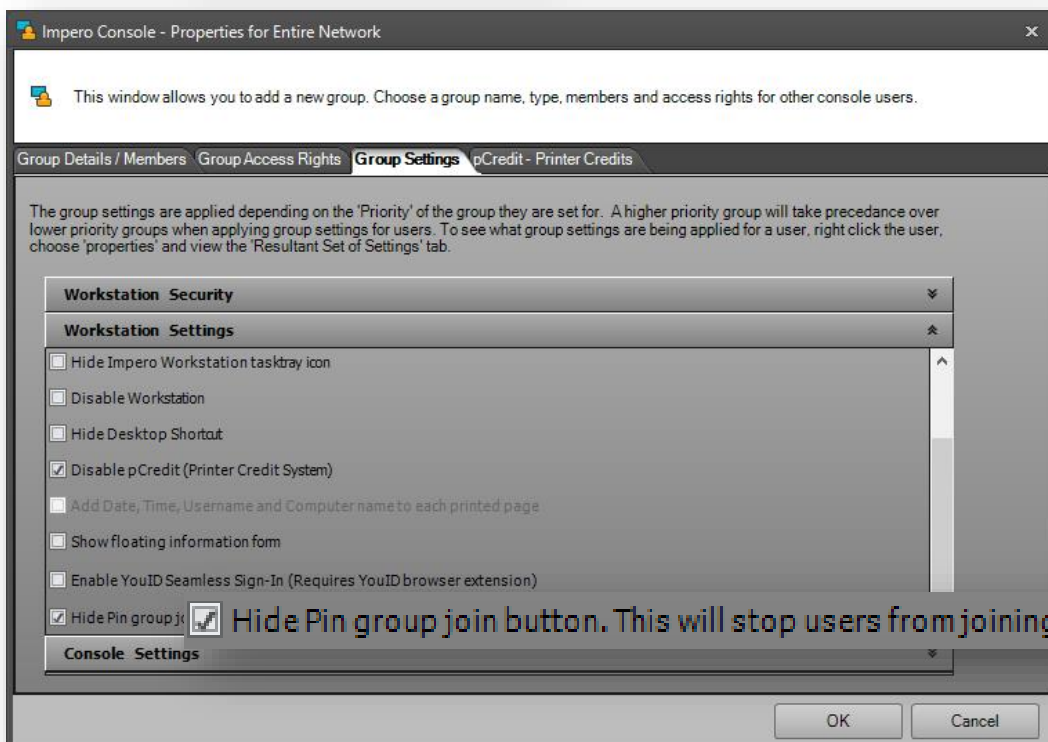 Impero Console - Properties for Entire Network
This window allows you to add a new group. Choose a group name, type, members and access rights for other console users.
Group Details / Members Group Access Rights Group Settings pCredit - Printer Credits
The group settings are applied depending on the 'Priority' of the group they are set for. A higher priority group will take precedance over
lower priority groups when applying group settings for users. To see what group settings are being applied for a user, right click the user,
choose 'properties' and view the 'Resultant Set of Settings' tab.
Workstation Security
Workstation Settings
Hide Impero Workstation tasktray icon
Disable Workstation
Hide Desktop Shortcut
Disable pCredit (Printer Credit System)
Add Date, Time, Username and Computer name to each printed page
Show floating information form
Enable YouID Seamless Sign-In (Requires YouID browser extension)
Hide Pin group
Hide Pin group join button. This will stop users from joining
Console Settings
OK Cancel